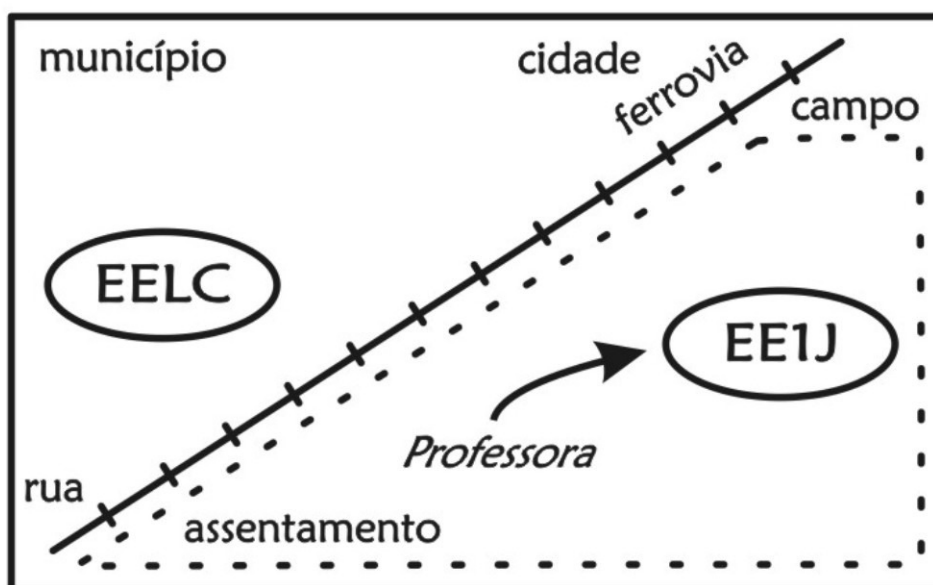 município
cidade
ferrovia
campo
EELC
EE1J
Professora
rua
assentamento